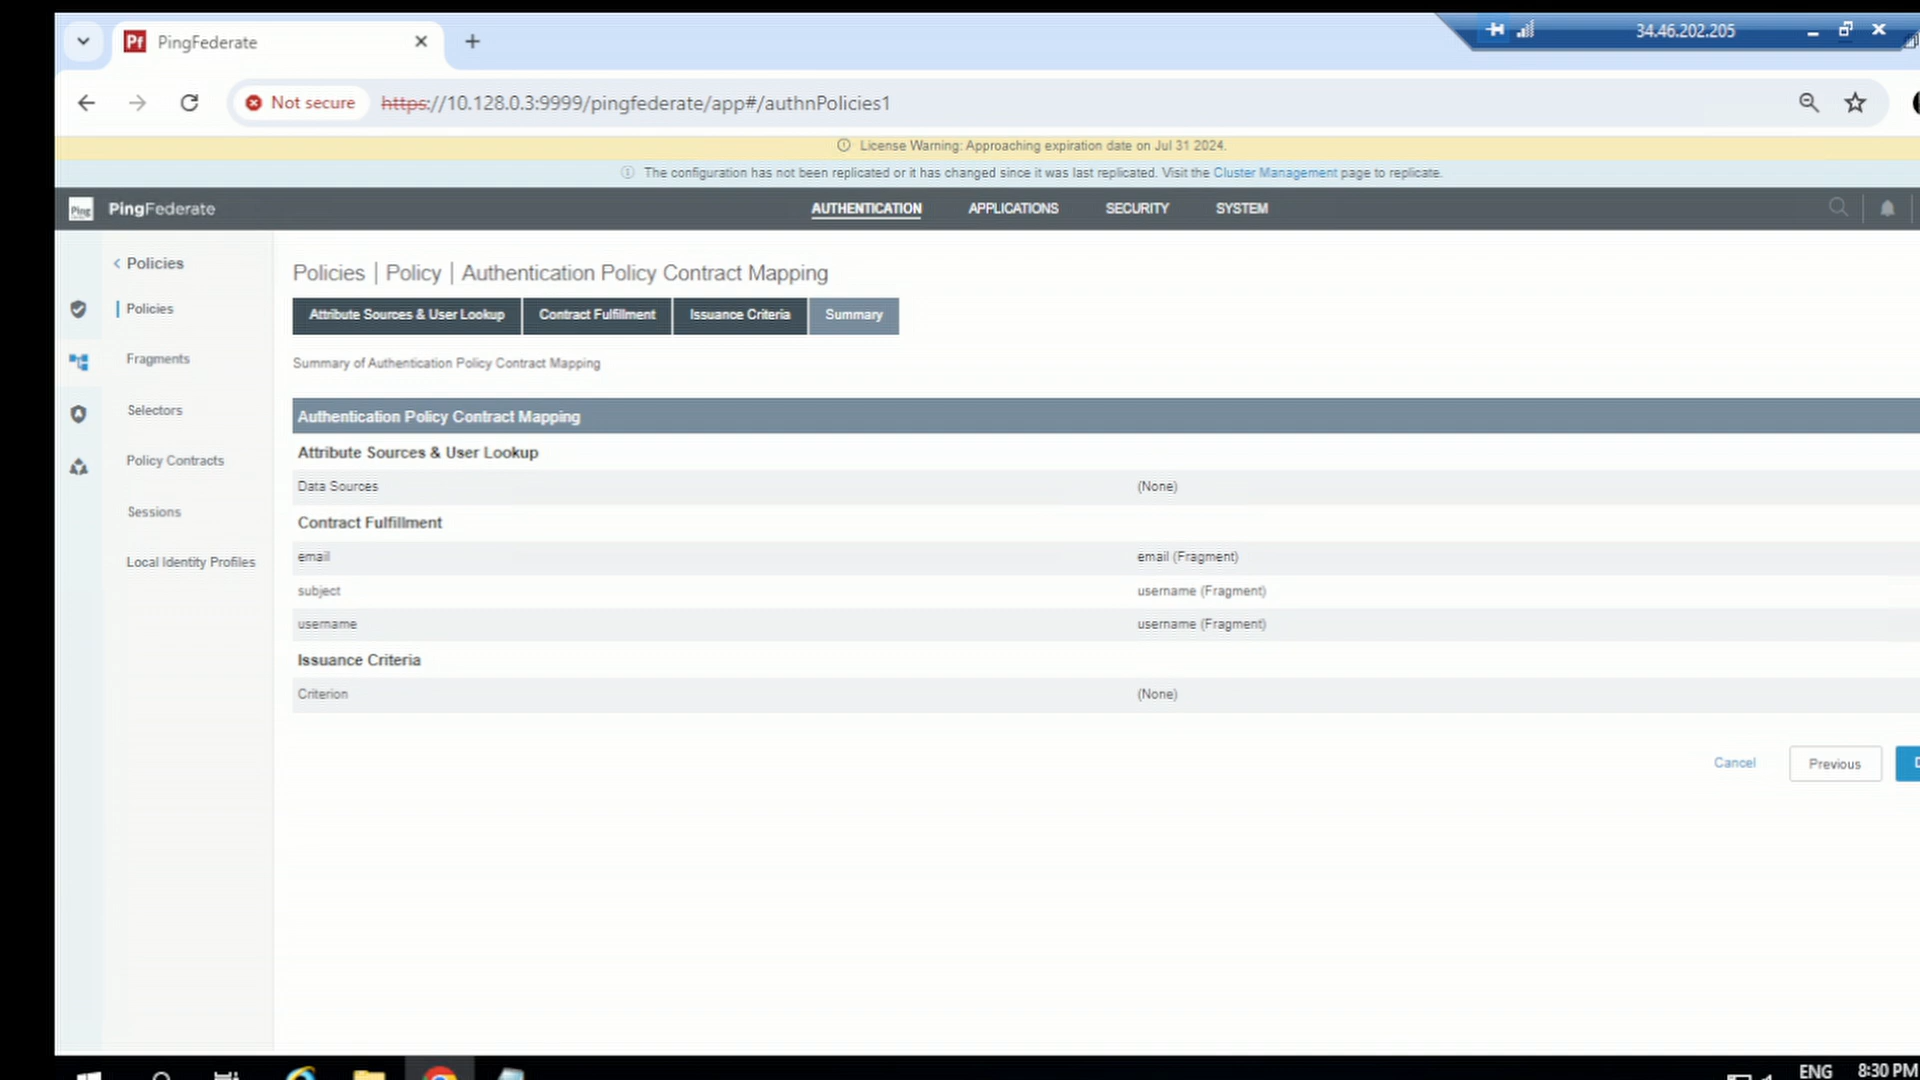 PingFederate
34.46.202.205
Not secure https://10.128.0.3:9999/pingfederate/app#/authnPolicies1
License Warning: Approaching expiration date on Jul 31 2024.
The configuration has not been replicated or it has changed since it was last replicated. Visit the Cluster Management page to replicate.
Ping PingFederate AUTHENTICATION APPLICATIONS SECURITY SYSTEM
< Policies
Policies
Fragments
Selectors
Policy Contracts
Sessions
Local Identity Profiles
Policies | Policy | Authentication Policy Contract Mapping
Attribute Sources & User Lookup Contract Fulfillment Issuance Criteria Summary
Summary of Authentication Policy Contract Mapping
Authentication Policy Contract Mapping
Attribute Sources & User Lookup
Data Sources (None)
Contract Fulfillment
email email (Fragment)
subject username (Fragment)
username username (Fragment)
Issuance Criteria
Criterion (None)
Cancel Previous
ENG 8:30 PM